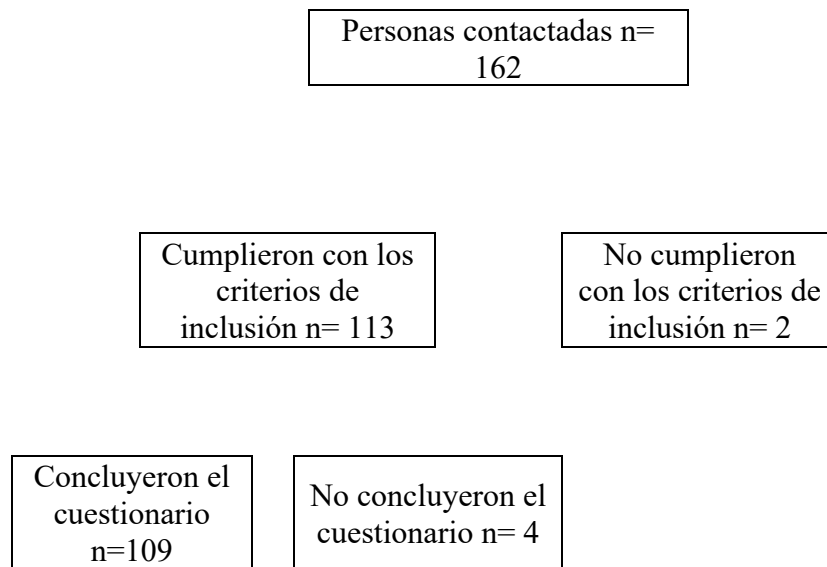 Personas contactadas n=
162
Cumplieron con los
criterios de
inclusión n= 113
No cumplieron
con los criterios de
inclusión n= 2
Concluyeron el
cuestionario
n=109
No concluyeron el
cuestionario n= 4